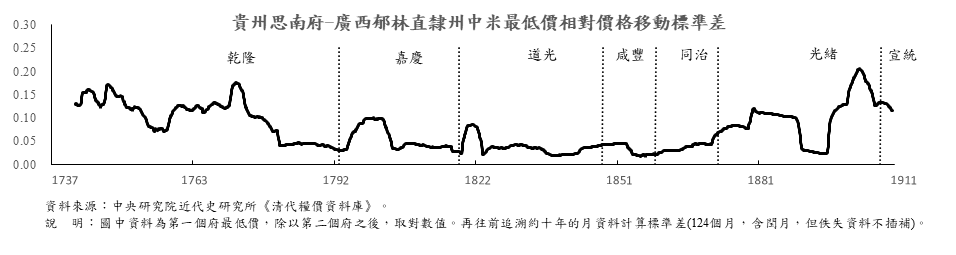 貴州思南府–廣西郁林直隸州中米最低價相對價格移動標準差
0.30
0.25
0.20
0.15
0.10
0.05
0.00
乾隆 嘉慶 道光 咸豐 同治 光緒 宣統
1737 1763 1792 1822 1851 1881 1911
資料來源：中央研究院近代史研究所《清代糧價資料庫》。
說　明：圖中資料為第一個府最低價，除以第二個府之後，取對數值。再往前追溯約十年的月資料計算標準差(124個月，含閏月，但佚失資料不插補)。